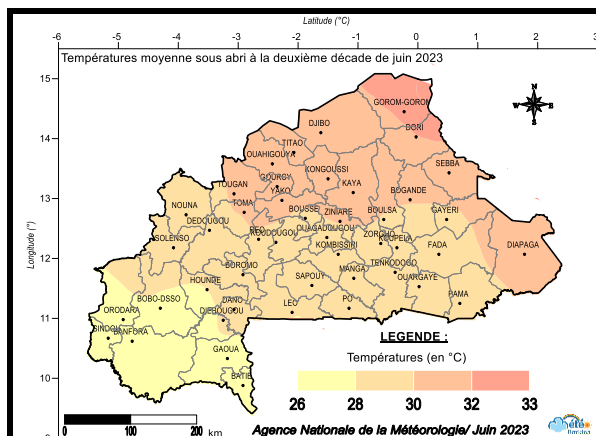 Latitude (°C)
-6 -5 -4 -3 -2 -1 0 1 2 3
Températures moyenne sous abri à la deuxième décade de juin 2023
15
GOROM-GORON
N
W E
S
DJIBO
DORI
14
TITAO
OUAHIGOUYA
KONGOUSSI
SEBBA
GOURGY
TOUGAN
KAYA
YAKO
BOGANDE
13
NOUNA
TOMA
BOUSSE
ZINIARE
BOULSA
GAYERI
DEDOUGOU
REO
OUAGADOUGOU
ZORGHO
SOLENSO
KOUDOUGOU
KOUPELA
FADA
DIAPAGA
KOMBISSIRI
Longitude (°)
12
TENKODOGO
BOROMO
MANGA
HOUNDE
SAPOUY
OUARGAYE
BOBO-DSSO
DANO
LEO
PO
PAMA
ORODARA
DIEBOUGOU
11
SINDOU
BANFORA
LEGENDE :
GAOUA
Températures (en °C)
BATIE
10
26 28 30 32 33
0 100 200 km
Agence Nationale de la Météorologie/ Juin 2023
météo